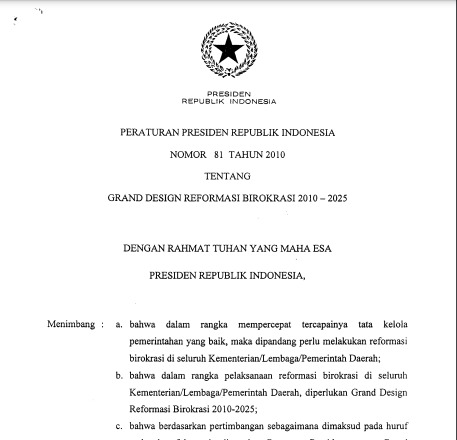 PRESIDEN
REPUBLIK INDONESIA
PERATURAN PRESIDEN REPUBLIK INDONESIA
NOMOR 81 TAHUN 2010
TENTANG
GRAND DESIGN REFORMASI BIROKRASI 2010 – 2025
DENGAN RAHMAT TUHAN YANG MAHA ESA
PRESIDEN REPUBLIK INDONESIA,
Menimbang : a. bahwa dalam rangka mempercepat tercapainya tata kelola
pemerintahan yang baik, maka dipandang perlu melakukan reformasi
birokrasi di seluruh Kementerian/Lembaga/Pemerintah Daerah;
b. bahwa dalam rangka pelaksanaan reformasi birokrasi di seluruh
Kementerian/Lembaga/Pemerintah Daerah, diperlukan Grand Design
Reformasi Birokrasi 2010-2025;
c. bahwa berdasarkan pertimbangan sebagaimana dimaksud pada huruf